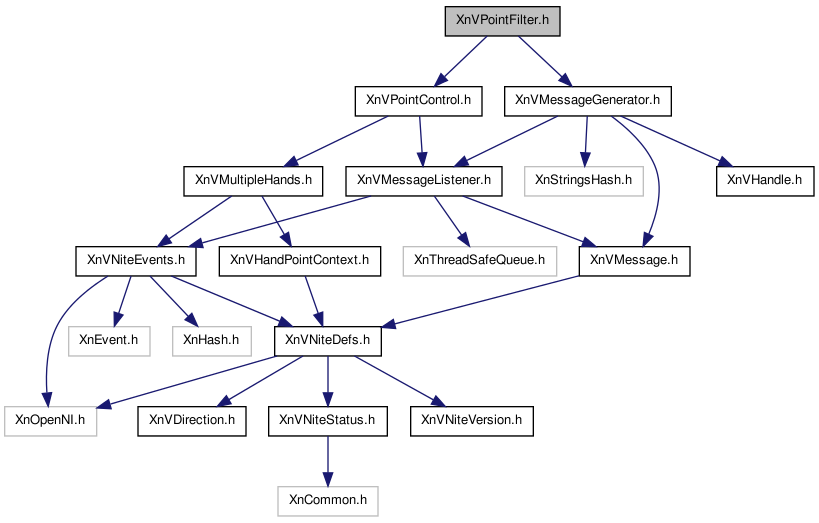 XnVPointFilter.h
XnVPointControl.h
XnVMessageGenerator.h
XnVMultipleHands.h
XnVMessageListener.h
XnStringsHash.h
XnVHandle.h
XnVNiteEvents.h
XnVHandPointContext.h
XnThreadSafeQueue.h
XnVMessage.h
XnEvent.h
XnHash.h
XnVNiteDefs.h
XnOpenNI.h
XnVDirection.h
XnVNiteStatus.h
XnVNiteVersion.h
XnCommon.h